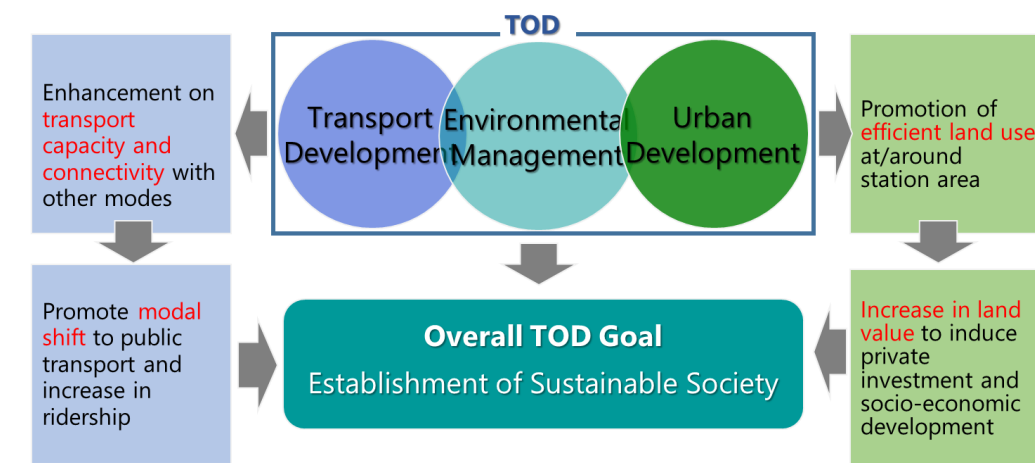 TOD
Enhancement on
transport
capacity and
connectivity with
other modes
Transport
Development
Environmental
Management
Urban
Development
Promotion of
efficient land use
at/around
station area
Promote modal
shift to public
transport and
increase in
ridership
Overall TOD Goal
Establishment of Sustainable Society
Increase in land
value to induce
private
investment and
socio-economic
development